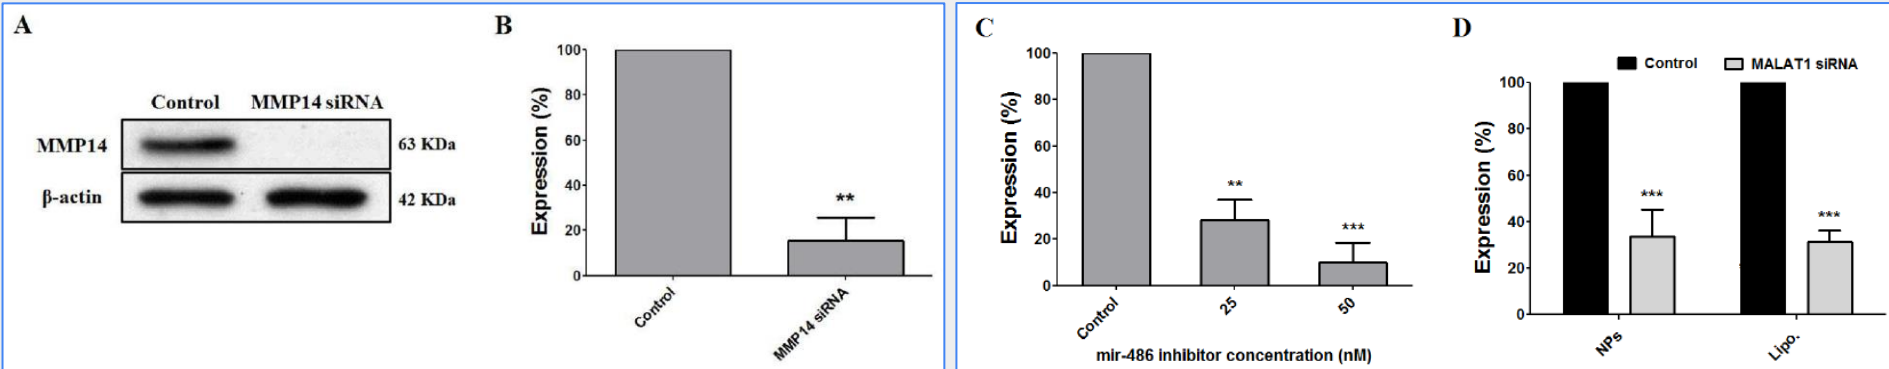 A
Control MMP14 siRNA
MMP14 63 KDa
β-actin 42 KDa
B
Expression (%)
100
80
60
40
20
0
**
Control
MMP14 siRNA
C
Expression (%)
100
80
60
40
20
0
**
***
Control
25
50
mir-486 inhibitor concentration (nM)
D
Control MALAT1 siRNA
Expression (%)
100
80
60
40
20
0
***
***
NPs
Lipo.